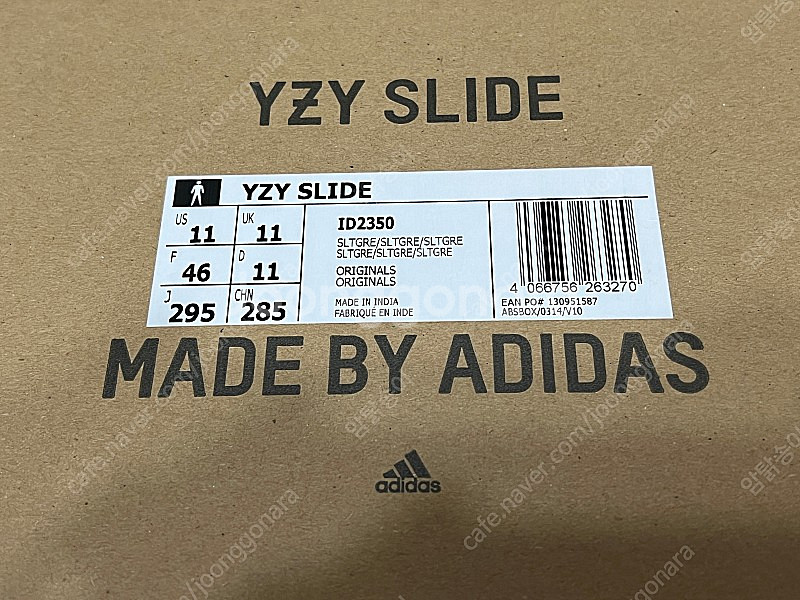 YZY SLIDE
YZY SLIDE
US 11 UK 11
F 46 D 11
J 295 CHN 285
ID2350
SLTGRE/SLTGRE/SLTGRE
SLTGRE/SLTGRE/SLTGRE
ORIGINALS
ORIGINALS
MADE IN INDIA
FABRIQUÉ EN INDE
4 066756 263270
EAN PO# 130951587
ABSBOX/0314/V10
MADE BY ADIDAS
adidas
cafe.naver.com/joonggonara
joonggonara